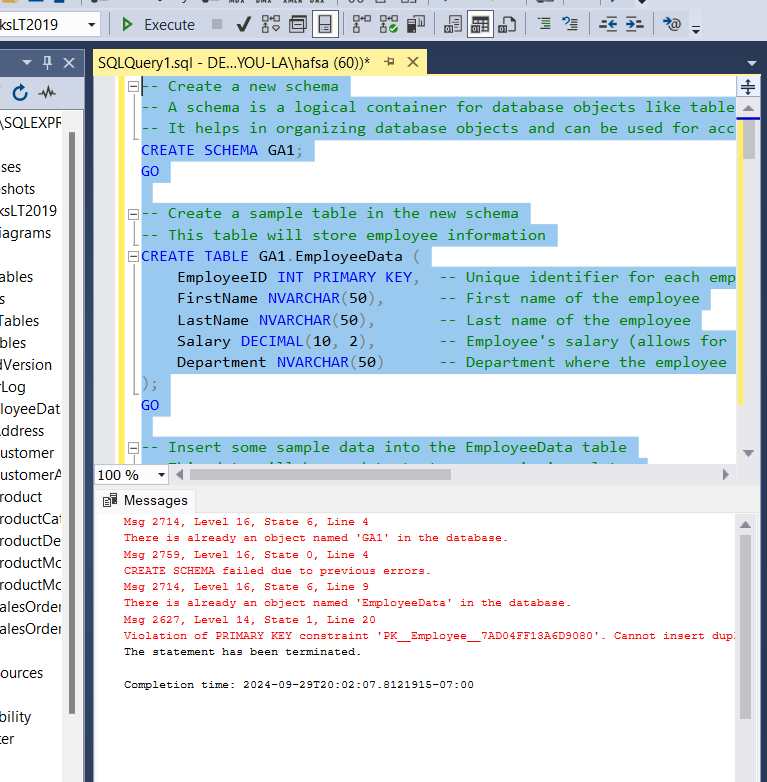 ksLT2019 Execute
SQLQuery1.sql - DE...YOU-LA\hafsa (60))*
\SQLEXPR
ses
shots
ksLT2019
iagrams
ables
s
Tables
bles
dVersion
rLog
loyeeDat
Address
ustomer
ustomerA
roduct
roductCat
roductDe
roductMo
roductMo
alesOrder
alesOrder
ources
bility
er
-- Create a new schema
-- A schema is a logical container for database objects like table
-- It helps in organizing database objects and can be used for acc
CREATE SCHEMA GA1;
GO
-- Create a sample table in the new schema
-- This table will store employee information
CREATE TABLE GA1.EmployeeData (
EmployeeID INT PRIMARY KEY, -- Unique identifier for each emp
FirstName NVARCHAR(50), -- First name of the employee
LastName NVARCHAR(50), -- Last name of the employee
Salary DECIMAL(10, 2), -- Employee's salary (allows for
Department NVARCHAR(50) -- Department where the employee
);
GO
-- Insert some sample data into the EmployeeData table
100 %
Messages
Msg 2714, Level 16, State 6, Line 4
There is already an object named 'GA1' in the database.
Msg 2759, Level 16, State 0, Line 4
CREATE SCHEMA failed due to previous errors.
Msg 2714, Level 16, State 6, Line 9
There is already an object named 'EmployeeData' in the database.
Msg 2627, Level 14, State 1, Line 20
Violation of PRIMARY KEY constraint 'PK__Employee__7AD04FF13A6D9080'. Cannot insert dup
The statement has been terminated.
Completion time: 2024-09-29T20:02:07.8121915-07:00